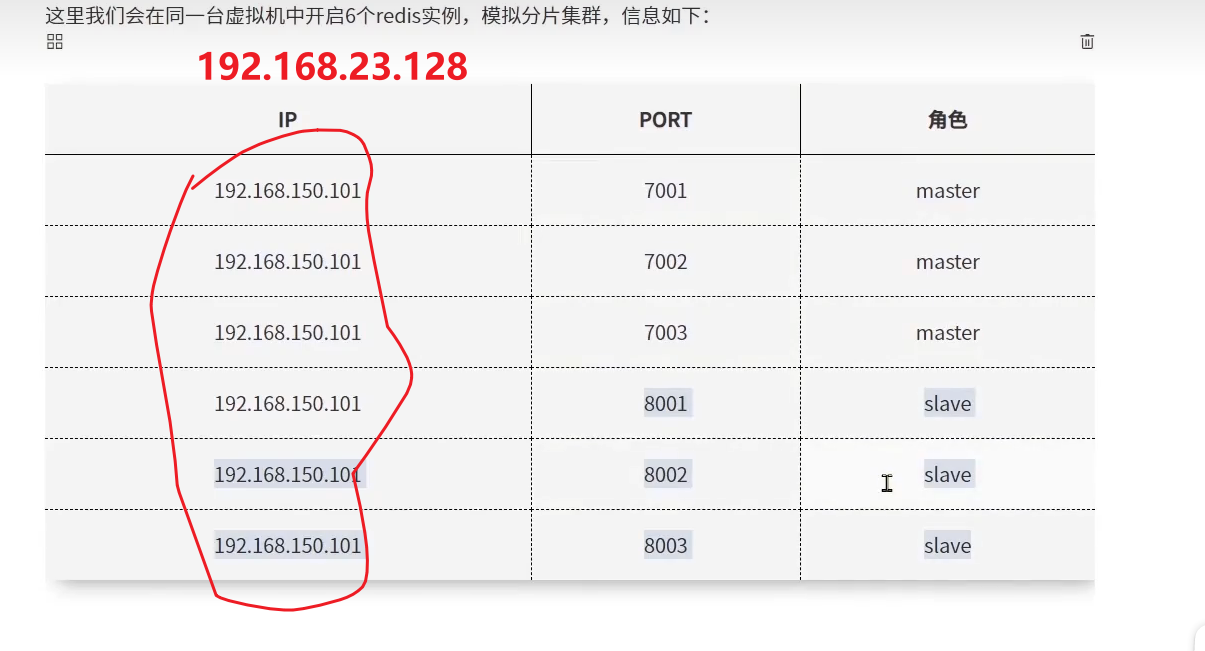 这里我们会在同一台虚拟机中开启6个redis实例，模拟分片集群，信息如下：
192.168.23.128
IP PORT 角色
192.168.150.101 7001 master
192.168.150.101 7002 master
192.168.150.101 7003 master
192.168.150.101 8001 slave
192.168.150.101 8002 slave
192.168.150.101 8003 slave